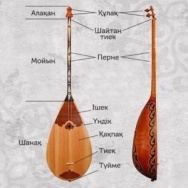 Алақан
Құлақ
Шайтан
тиек
Мойын
Перне
Ішек
Үндік
Қақпақ
Шанақ
Тиек
Түйме